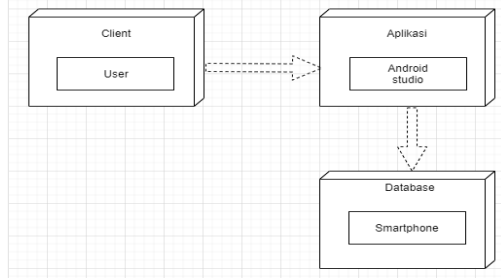 Client
User
Aplikasi
Android
studio
Database
Smartphone